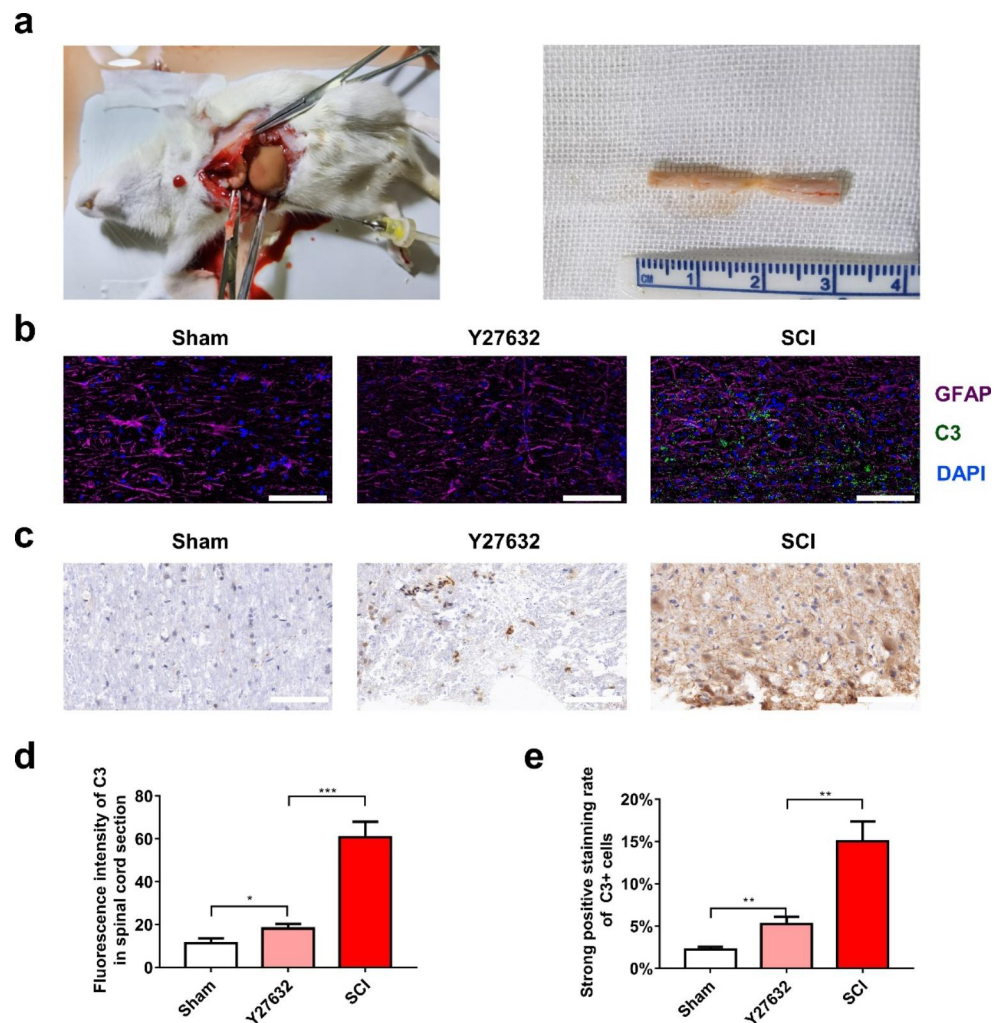 a
CM 1 2 3 4
b
Sham Y27632 SCI
GFAP
C3
DAPI
c
Sham Y27632 SCI
d
Fluorescence intensity of C3
in spinal cord section
80
60
40
20
0
*
***
Sham
Y27632
SCI
e
Strong positive stainning rate
of C3+ cells
20%
15%
10%
5%
0%
**
**
Sham
Y27632
SCI